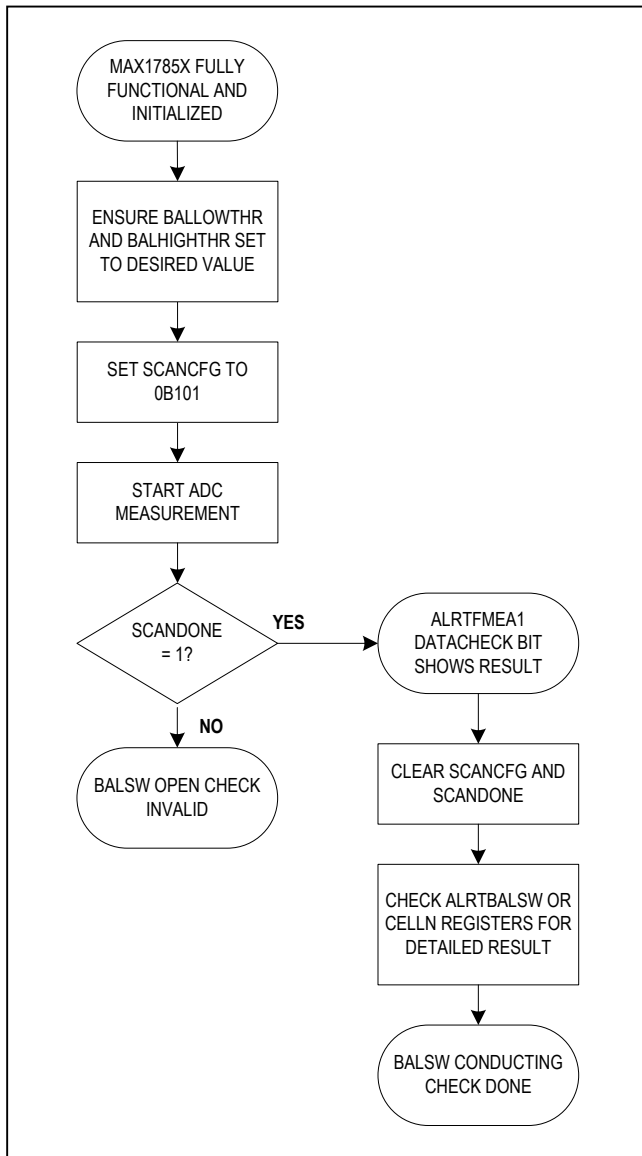 MAX1785X FULLY
FUNCTIONAL AND
INITIALIZED
ENSURE BALLOWTHR
AND BALHIGHTHR SET
TO DESIRED VALUE
SET SCANCFG TO
0B101
START ADC
MEASUREMENT
SCANDONE
= 1?
YES
NO
BALSW OPEN CHECK
INVALID
ALRTFMEA1
DATACHECK BIT
SHOWS RESULT
CLEAR SCANCFG AND
SCANDONE
CHECK ALRTBALSW OR
CELLN REGISTERS FOR
DETAILED RESULT
BALSW CONDUCTING
CHECK DONE